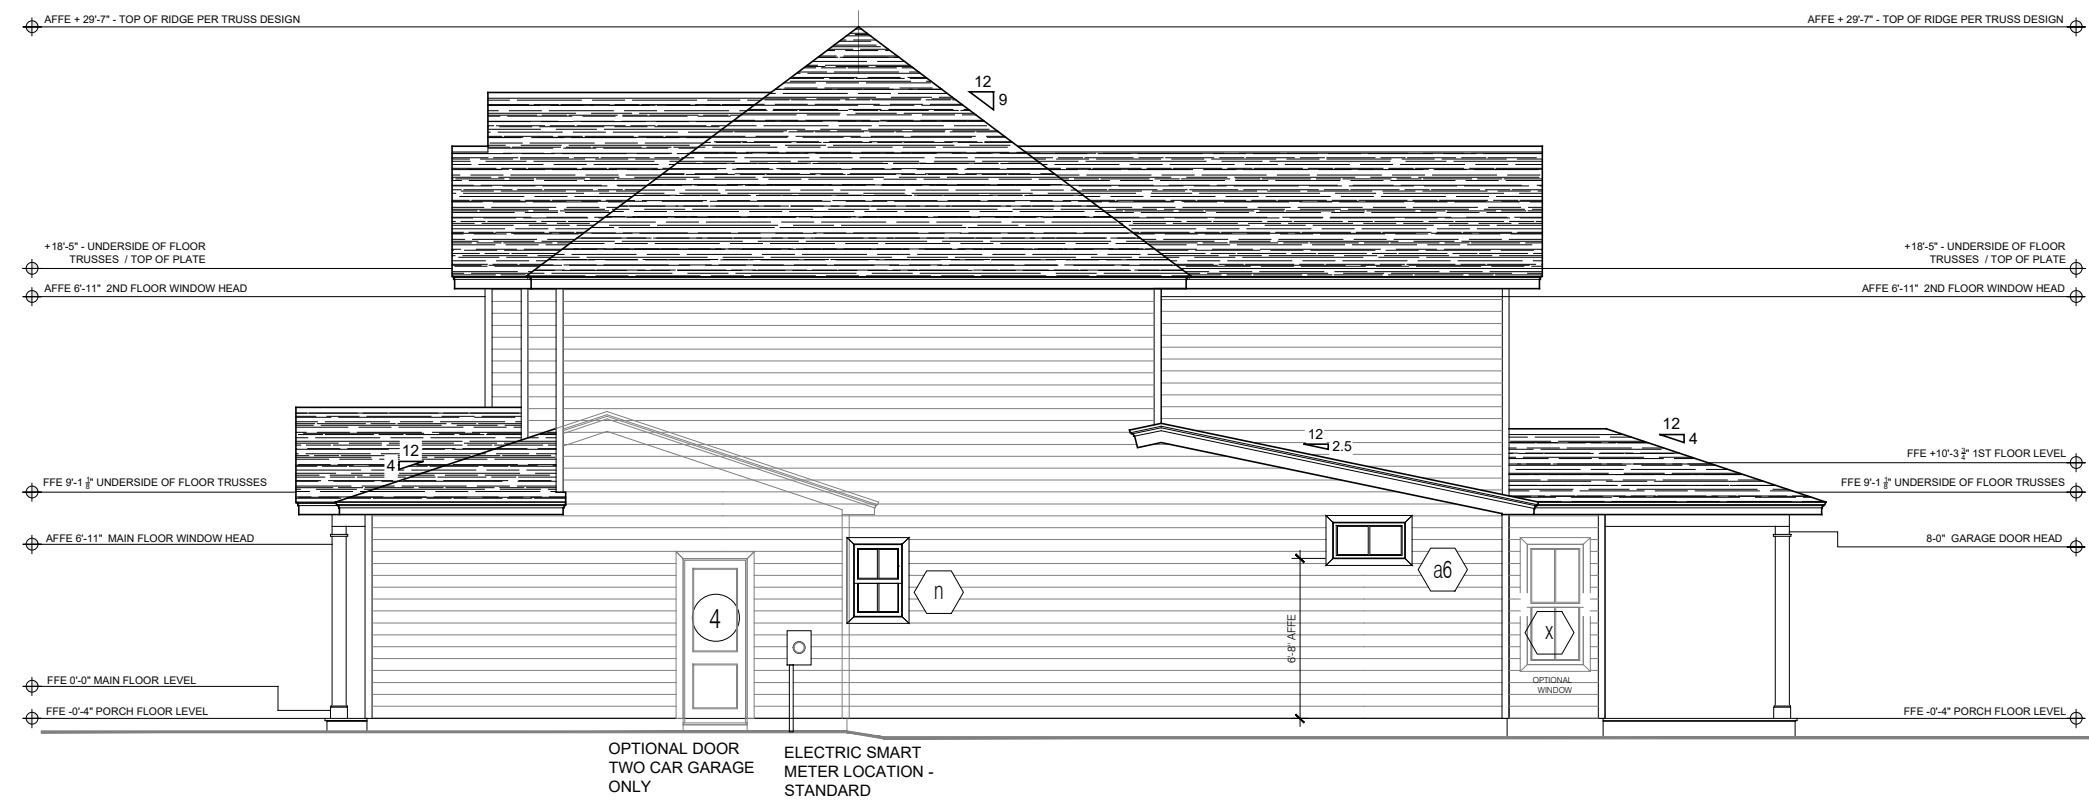 AFFE + 29'-7" - TOP OF RIDGE PER TRUSS DESIGN
AFFE + 29'-7" - TOP OF RIDGE PER TRUSS DESIGN
12
9
+18'-5" - UNDERSIDE OF FLOOR
TRUSSES / TOP OF PLATE
+18'-5" - UNDERSIDE OF FLOOR
TRUSSES / TOP OF PLATE
AFFE 6'-11" 2ND FLOOR WINDOW HEAD
AFFE 6'-11" 2ND FLOOR WINDOW HEAD
12
4
12
2.5
12
4
FFE +10'-3 3/4" 1ST FLOOR LEVEL
FFE 9'-1 1/8" UNDERSIDE OF FLOOR TRUSSES
FFE 9'-1 1/8" UNDERSIDE OF FLOOR TRUSSES
AFFE 6'-11" MAIN FLOOR WINDOW HEAD
8-0" GARAGE DOOR HEAD
n
a6
4
X
6'-8" AFFE
OPTIONAL
WINDOW
FFE 0'-0" MAIN FLOOR LEVEL
FFE -0'-4" PORCH FLOOR LEVEL
FFE -0'-4" PORCH FLOOR LEVEL
OPTIONAL DOOR
TWO CAR GARAGE
ONLY
ELECTRIC SMART
METER LOCATION -
STANDARD